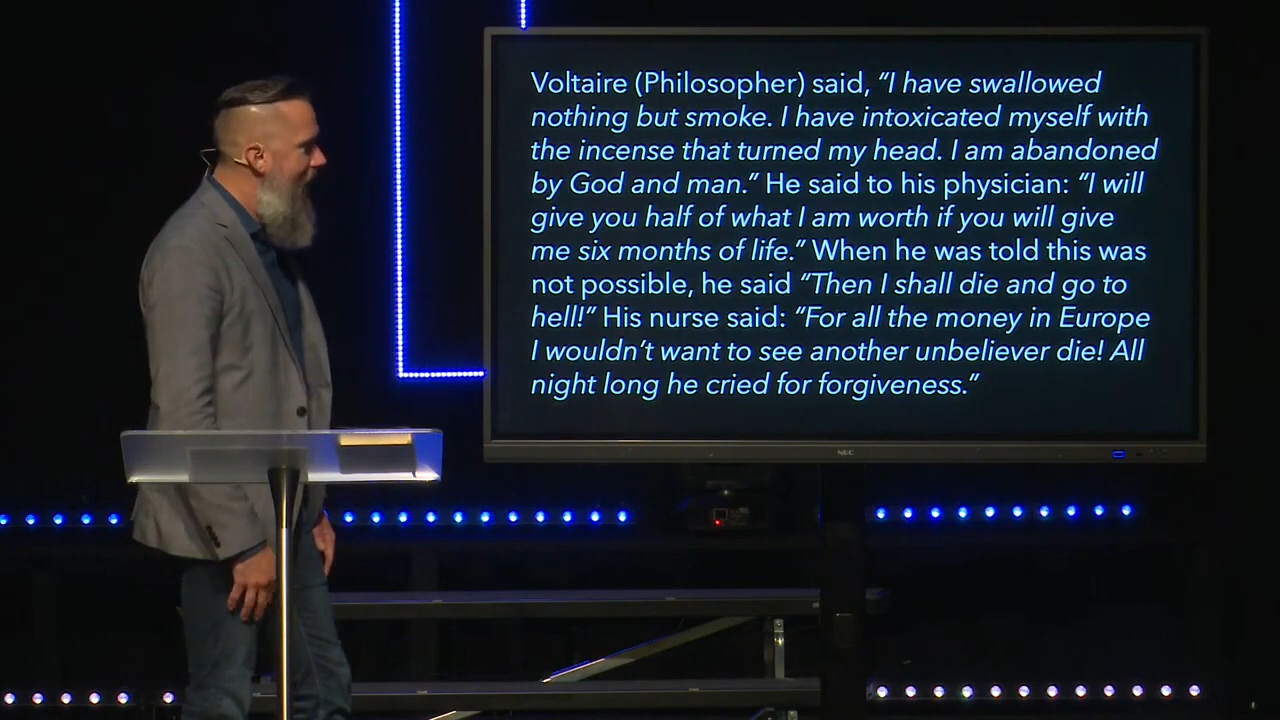 Voltaire (Philosopher) said, “I have swallowed
nothing but smoke. I have intoxicated myself with
the incense that turned my head. I am abandoned
by God and man.” He said to his physician: “I will
give you half of what I am worth if you will give
me six months of life.” When he was told this was
not possible, he said “Then I shall die and go to
hell!” His nurse said: “For all the money in Europe
I wouldn’t want to see another unbeliever die! All
night long he cried for forgiveness.”
NEC